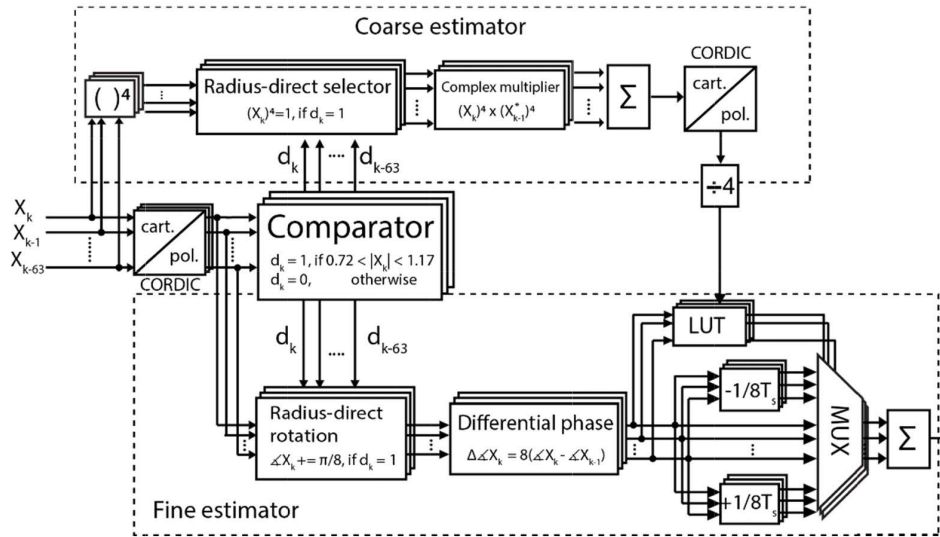 Coarse estimator
CORDIC
( )⁴
Radius-direct selector
(Xₖ)⁴=1, if dₖ = 1
Complex multiplier
(Xₖ)⁴ x (X*ₖ₋₁)⁴
Σ
cart.
pol.
dₖ
....
dₖ₋₆₃
÷4
Xₖ
Xₖ₋₁
Xₖ₋₆₃
cart.
pol.
CORDIC
Comparator
dₖ = 1, if 0.72 < |Xₖ| < 1.17
dₖ = 0, otherwise
dₖ
....
dₖ₋₆₃
LUT
-1/8Tₛ
MUX
Σ
+1/8Tₛ
Radius-direct
rotation
∡Xₖ += π/8, if dₖ = 1
Differential phase
Δ∡Xₖ = 8(∡Xₖ - ∡Xₖ₋₁)
Fine estimator